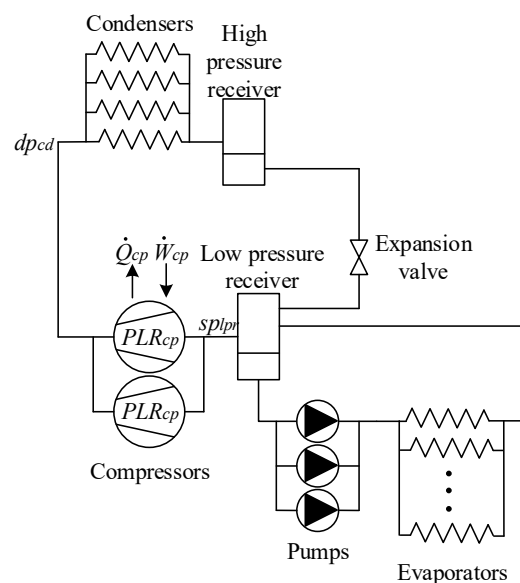 Condensers
High
pressure
receiver
dpcd
Q̇cp Ẇcp
Low pressure
receiver
Expansion
valve
PLRcp
splpr
PLRcp
Compressors
Pumps
Evaporators